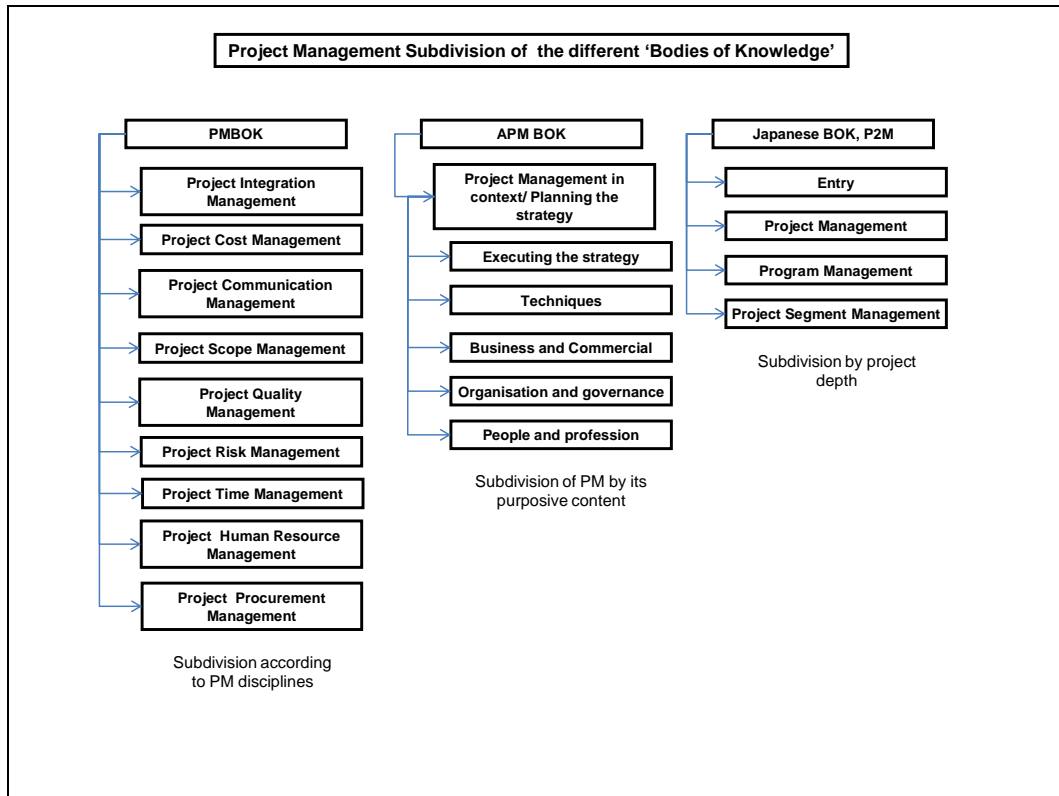 Project Management Subdivision of the different ‘Bodies of Knowledge’
PMBOK
Project Integration
Management
Project Cost Management
Project Communication
Management
Project Scope Management
Project Quality
Management
Project Risk Management
Project Time Management
Project Human Resource
Management
Project Procurement
Management
Subdivision according
to PM disciplines
APM BOK
Project Management in
context/ Planning the
strategy
Executing the strategy
Techniques
Business and Commercial
Organisation and governance
People and profession
Subdivision of PM by its
purposive content
Japanese BOK, P2M
Entry
Project Management
Program Management
Project Segment Management
Subdivision by project
depth